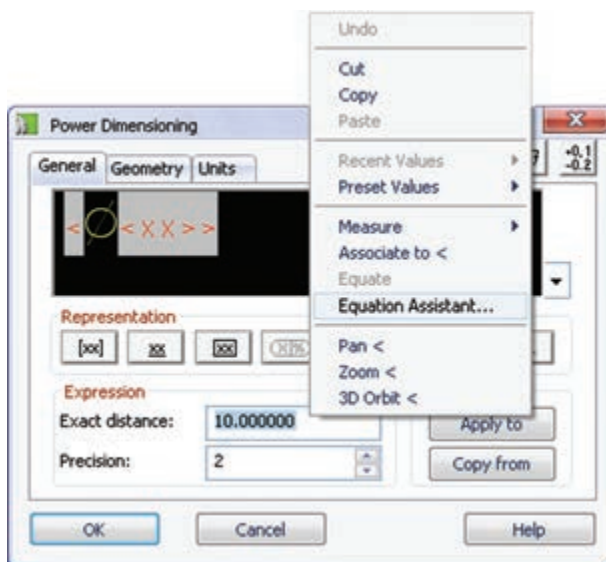 Undo
Cut
Copy
Paste
Recent Values
Preset Values
Measure
Associate to <
Equate
Equation Assistant...
Pan <
Zoom <
3D Orbit <
Power Dimensioning
General Geometry Units
+0.1
-0.2
<Ø<XX>>
Representation
[xx] xx xx
Expression
Exact distance: 10.000000
Precision: 2
Apply to
Copy from
OK Cancel Help